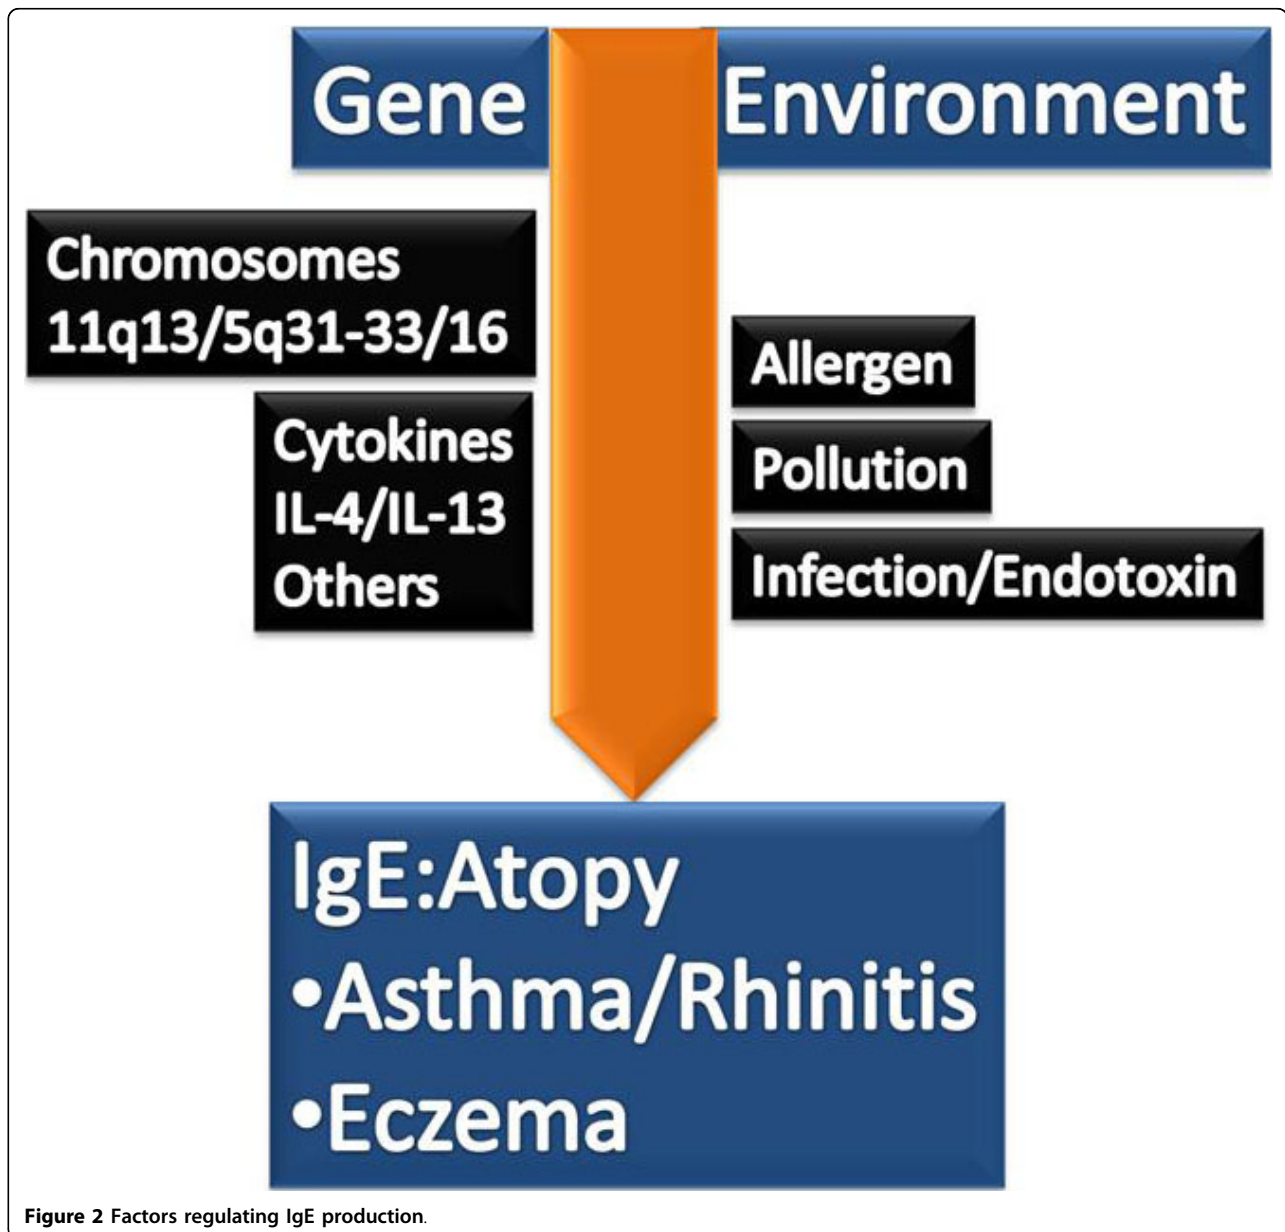 Gene
Environment
Chromosomes
11q13/5q31-33/16
Cytokines
IL-4/IL-13
Others
Allergen
Pollution
Infection/Endotoxin
IgE:Atopy
•Asthma/Rhinitis
•Eczema
Figure 2 Factors regulating IgE production.